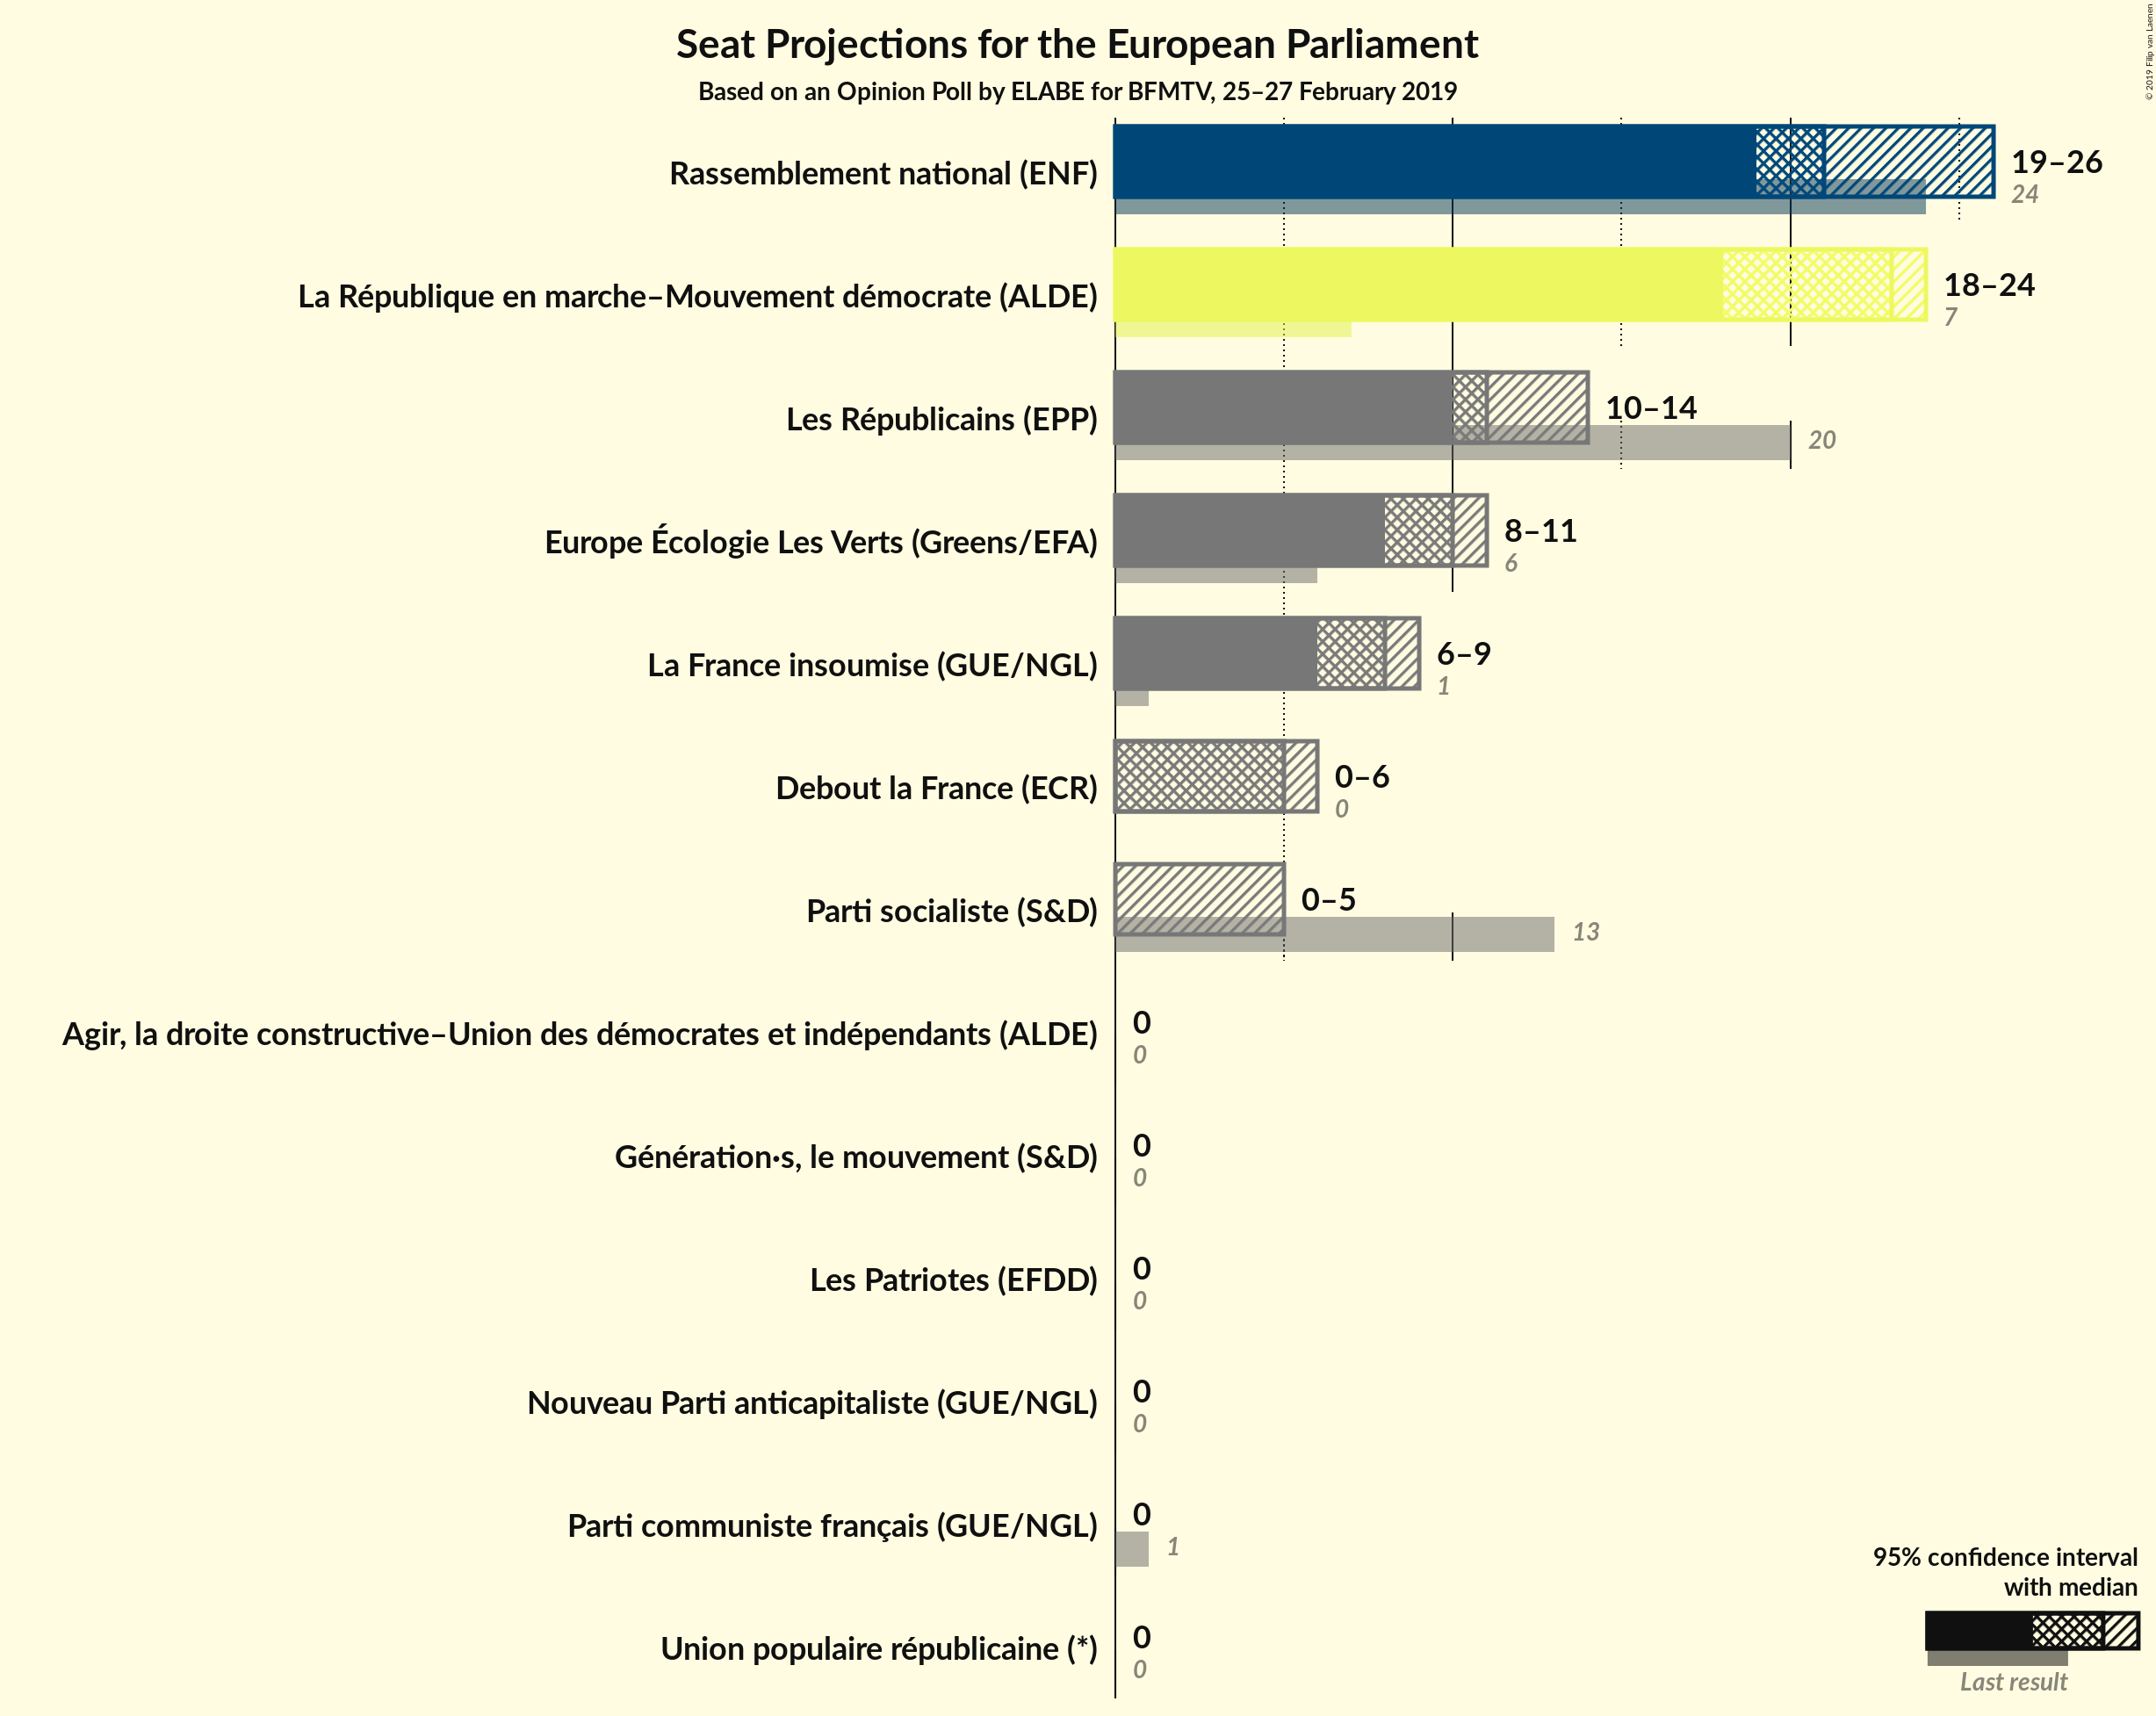 Seat Projections for the European Parliament
Based on an Opinion Poll by ELABE for BFMTV, 25–27 February 2019
© 2019 Filip van Laenen
Rassemblement national (ENF)
19–26
24
La République en marche–Mouvement démocrate (ALDE)
18–24
7
Les Républicains (EPP)
10–14
20
Europe Écologie Les Verts (Greens/EFA)
8–11
6
La France insoumise (GUE/NGL)
6–9
1
Debout la France (ECR)
0–6
0
Parti socialiste (S&D)
0–5
13
Agir, la droite constructive–Union des démocrates et indépendants (ALDE)
0
0
Génération·s, le mouvement (S&D)
0
0
Les Patriotes (EFDD)
0
0
Nouveau Parti anticapitaliste (GUE/NGL)
0
0
Parti communiste français (GUE/NGL)
0
1
Union populaire républicaine (*)
0
0
95% confidence interval
with median
Last result